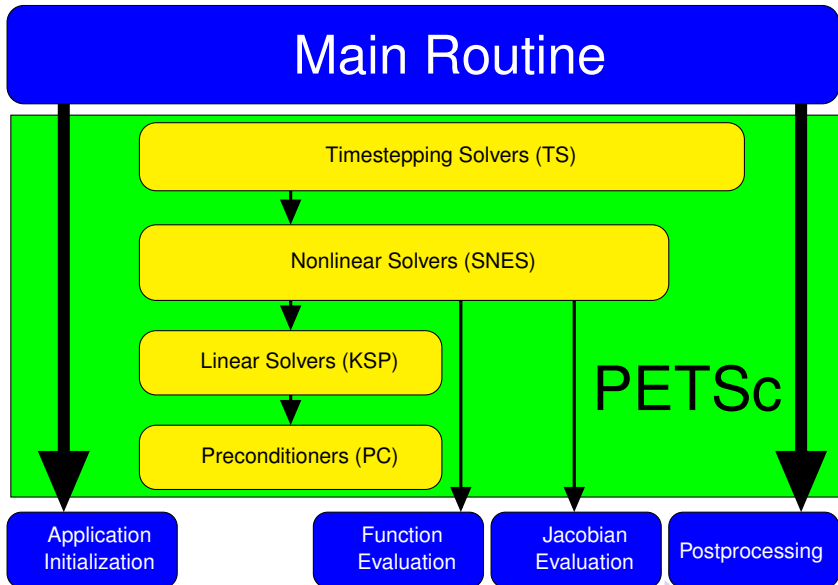 Main Routine
Timestepping Solvers (TS)
Nonlinear Solvers (SNES)
Linear Solvers (KSP)
PETSc
Preconditioners (PC)
Application
Initialization
Function
Evaluation
Jacobian
Evaluation
Postprocessing